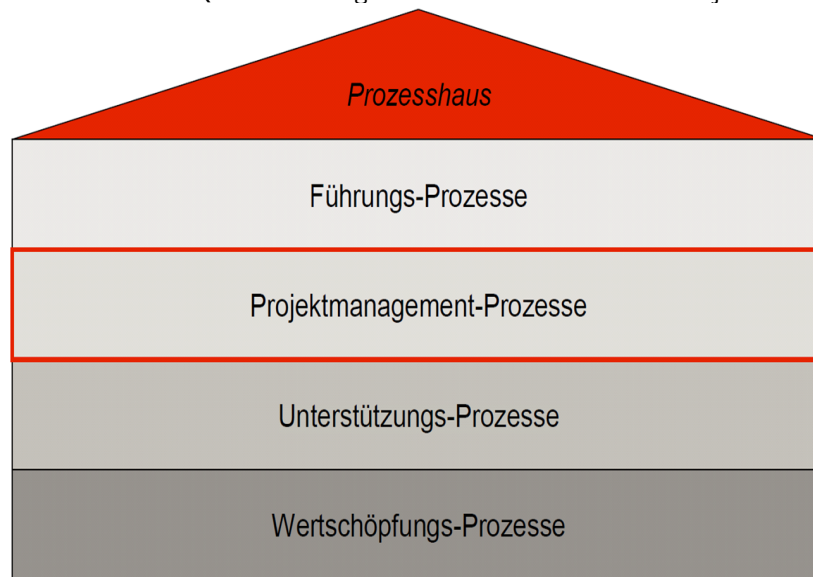 Prozesshaus
Führungs-Prozesse
Projektmanagement-Prozesse
Unterstützungs-Prozesse
Wertschöpfungs-Prozesse